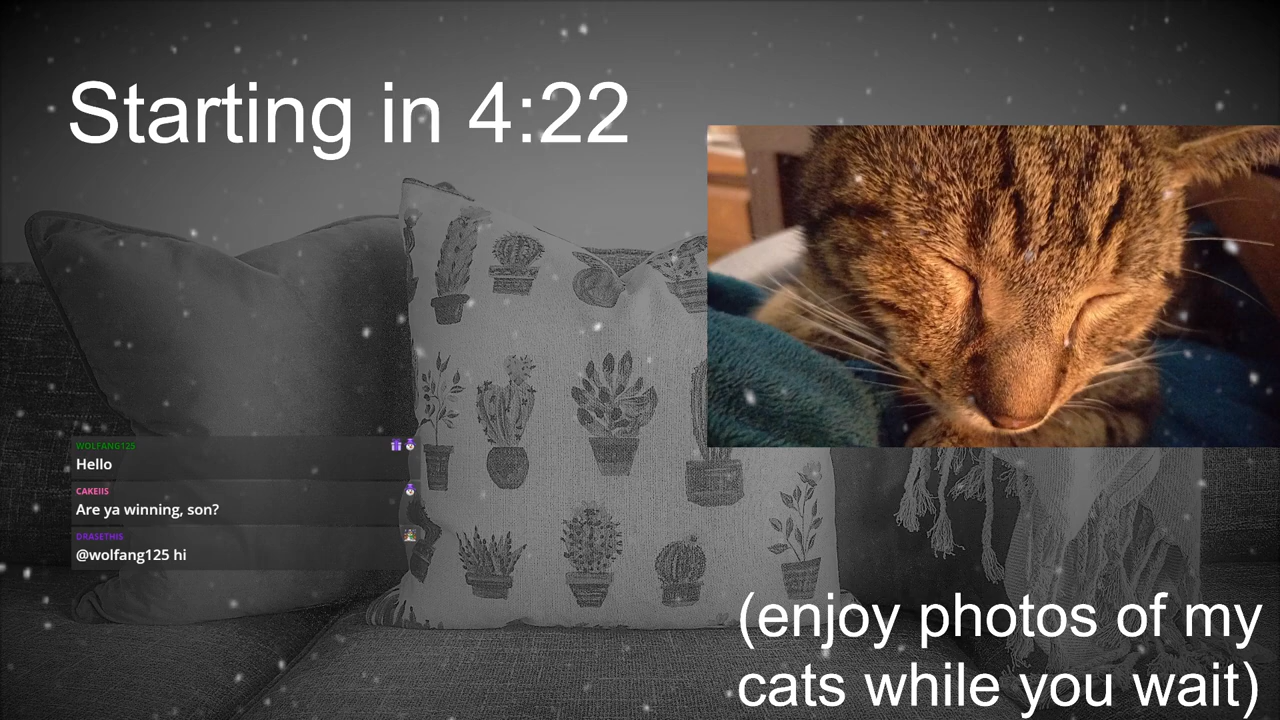 Starting in 4:22
WOLFANG125
Hello
CAKEIIS
Are ya winning, son?
DRASETHIS
@wolfang125 hi
(enjoy photos of my
cats while you wait)